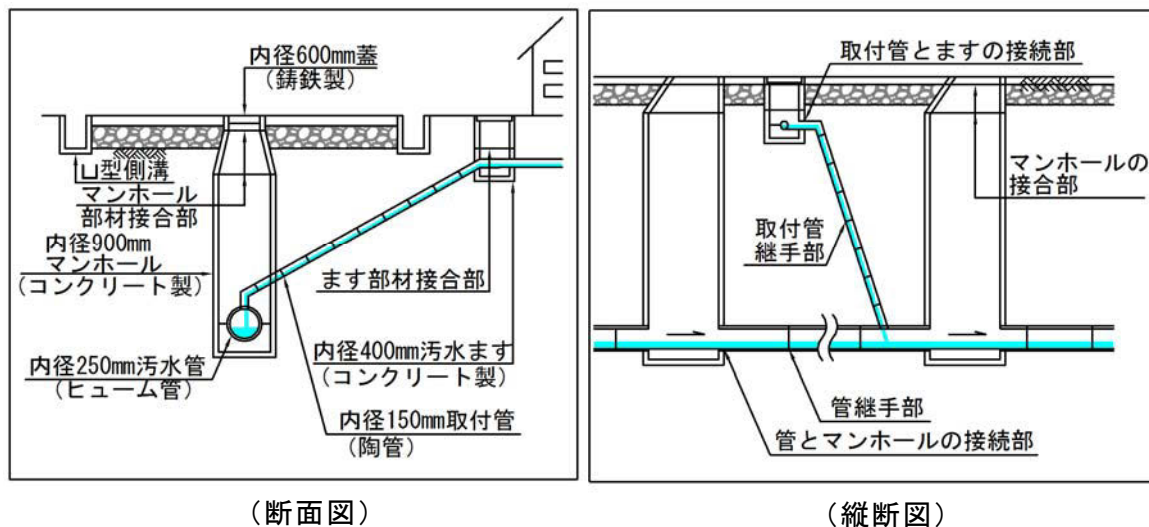 内径600mm蓋
(鋳鉄製)
U型側溝
マンホール
部材接合部
内径900mm
マンホール
(コンクリート製)
ます部材接合部
内径250mm汚水管
(ヒューム管)
内径400mm汚水ます
(コンクリート製)
内径150mm取付管
(陶管)
(断面図)
取付管とますの接続部
マンホールの
接合部
取付管
継手部
管継手部
管とマンホールの接続部
(縦断図)